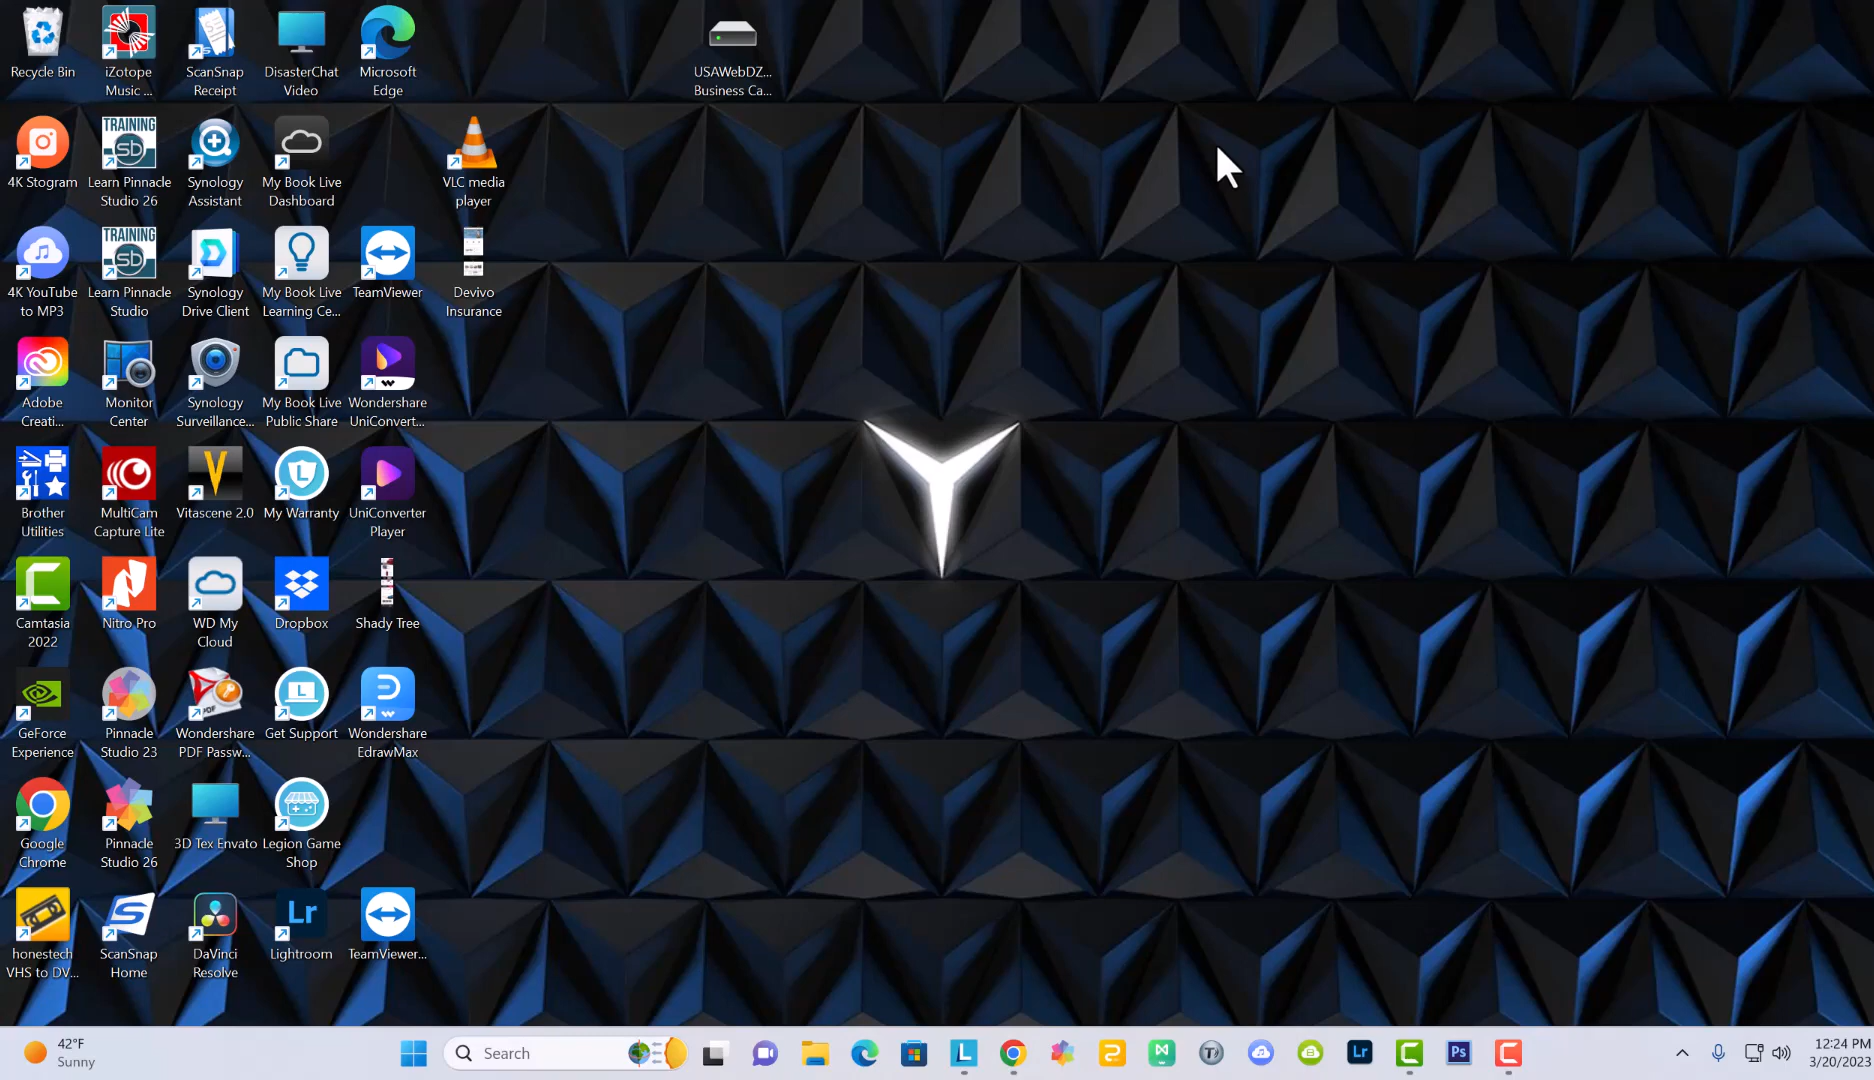 Recycle Bin
iZotope
Music ...
ScanSnap
Receipt
DisasterChat
Video
Microsoft
Edge
USAWebDZ...
Business Ca...
4K Stogram
TRAINING
sb
Learn Pinnacle
Studio 26
Synology
Assistant
My Book Live
Dashboard
VLC media
player
4K YouTube
to MP3
TRAINING
sb
Learn Pinnacle
Studio
Synology
Drive Client
My Book Live
Learning Ce...
TeamViewer
Devivo
Insurance
Adobe
Creati...
Monitor
Center
Synology
Surveillance...
My Book Live
Public Share
Wondershare
UniConvert...
Brother
Utilities
MultiCam
Capture Lite
V
Vitascene 2.0
L
My Warranty
UniConverter
Player
Camtasia
2022
Nitro Pro
WD My
Cloud
Dropbox
Shady Tree
GeForce
Experience
Pinnacle
Studio 23
PDF
Wondershare
PDF Passw...
L
Get Support
Wondershare
EdrawMax
Google
Chrome
Pinnacle
Studio 26
3D Tex Envato
Legion Game
Shop
honestech
VHS to DV...
S
ScanSnap
Home
DaVinci
Resolve
Lr
Lightroom
TeamViewer...
42°F
Sunny
Search
L
Lr
Ps
12:24 PM
3/20/2023